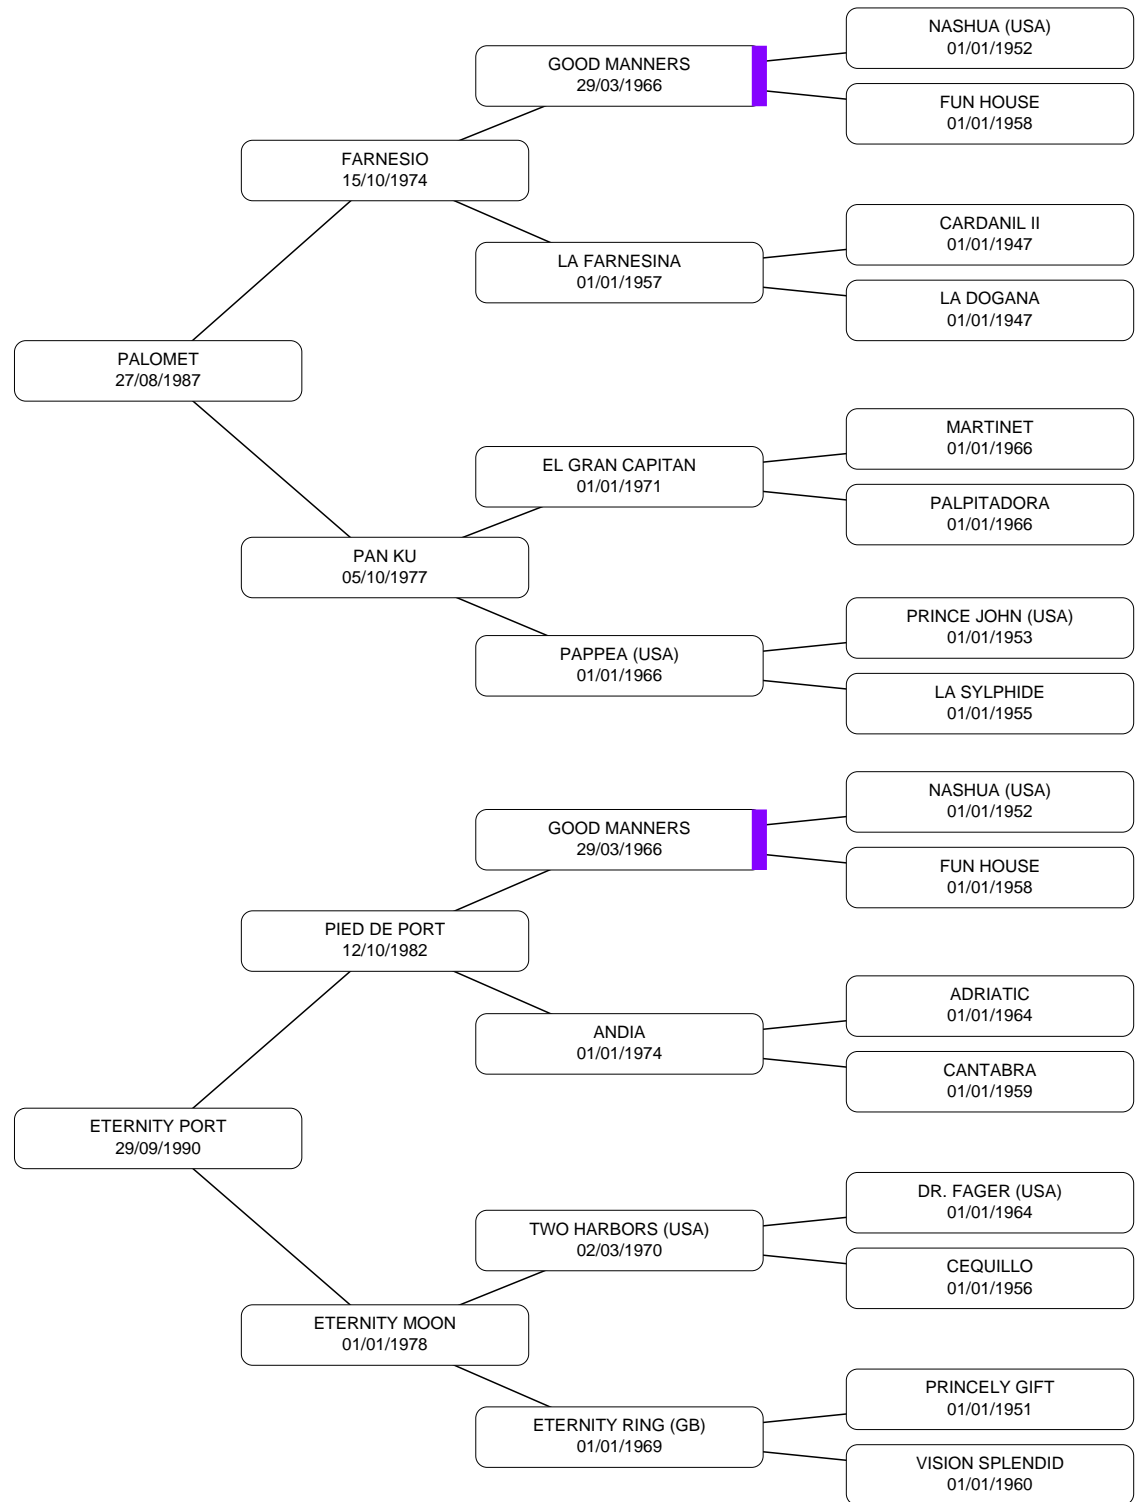 NASHUA (USA)
01/01/1952
GOOD MANNERS
29/03/1966
FUN HOUSE
01/01/1958
FARNESIO
15/10/1974
CARDANIL II
01/01/1947
LA FARNESINA
01/01/1957
LA DOGANA
01/01/1947
PALOMET
27/08/1987
MARTINET
01/01/1966
EL GRAN CAPITAN
01/01/1971
PALPITADORA
01/01/1966
PAN KU
05/10/1977
PRINCE JOHN (USA)
01/01/1953
PAPPEA (USA)
01/01/1966
LA SYLPHIDE
01/01/1955
NASHUA (USA)
01/01/1952
GOOD MANNERS
29/03/1966
FUN HOUSE
01/01/1958
PIED DE PORT
12/10/1982
ADRIATIC
01/01/1964
ANDIA
01/01/1974
CANTABRA
01/01/1959
ETERNITY PORT
29/09/1990
DR. FAGER (USA)
01/01/1964
TWO HARBORS (USA)
02/03/1970
CEQUILLO
01/01/1956
ETERNITY MOON
01/01/1978
PRINCELY GIFT
01/01/1951
ETERNITY RING (GB)
01/01/1969
VISION SPLENDID
01/01/1960